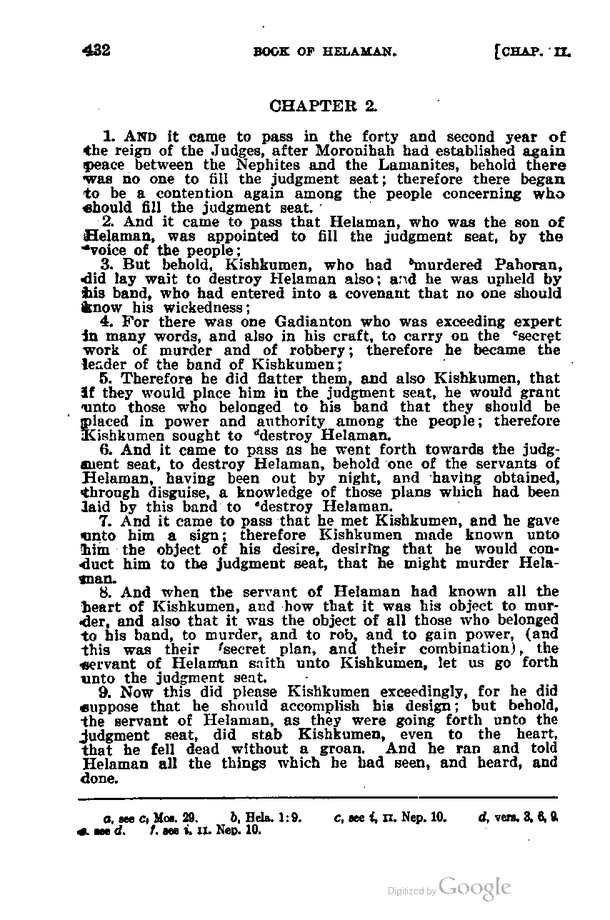 432 BOOK OF HELAMAN. [CHAP. II.
CHAPTER 2.
1. AND it came to pass in the forty and second year of
the reign of the Judges, after Moronihah had established again
peace between the Nephites and the Lamanites, behold there
was no one to fill the judgment seat; therefore there began
to be a contention again among the people concerning who
should fill the judgment seat.
2. And it came to pass that Helaman, who was the son of
Helaman, was appointed to fill the judgment seat, by the
ᵃvoice of the people;
3. But behold, Kishkumen, who had ᵇmurdered Pahoran,
did lay wait to destroy Helaman also; and he was upheld by
his band, who had entered into a covenant that no one should
know his wickedness;
4. For there was one Gadianton who was exceeding expert
in many words, and also in his craft, to carry on the ᶜsecret
work of murder and of robbery; therefore he became the
leader of the band of Kishkumen;
5. Therefore he did flatter them, and also Kishkumen, that
if they would place him in the judgment seat, he would grant
unto those who belonged to his band that they should be
placed in power and authority among the people; therefore
Kishkumen sought to ᵈdestroy Helaman.
6. And it came to pass as he went forth towards the judg-
ment seat, to destroy Helaman, behold one of the servants of
Helaman, having been out by night, and having obtained,
through disguise, a knowledge of those plans which had been
laid by this band to ᵉdestroy Helaman.
7. And it came to pass that he met Kishkumen, and he gave
unto him a sign; therefore Kishkumen made known unto
him the object of his desire, desiring that he would con-
duct him to the judgment seat, that he might murder Hela-
man.
8. And when the servant of Helaman had known all the
heart of Kishkumen, and how that it was his object to mur-
der, and also that it was the object of all those who belonged
to his band, to murder, and to rob, and to gain power, (and
this was their ᶠsecret plan, and their combination), the
servant of Helaman saith unto Kishkumen, let us go forth
unto the judgment seat.
9. Now this did please Kishkumen exceedingly, for he did
suppose that he should accomplish his design; but behold,
the servant of Helaman, as they were going forth unto the
judgment seat, did stab Kishkumen, even to the heart,
that he fell dead without a groan. And he ran and told
Helaman all the things which he had seen, and heard, and
done.
a, see c, Mos. 29. b, Hela. 1:9. c, see i, II. Nep. 10. d, vers. 3, 6, 9.
e. see d. f. see i. II. Nep. 10.
Digitized by Google